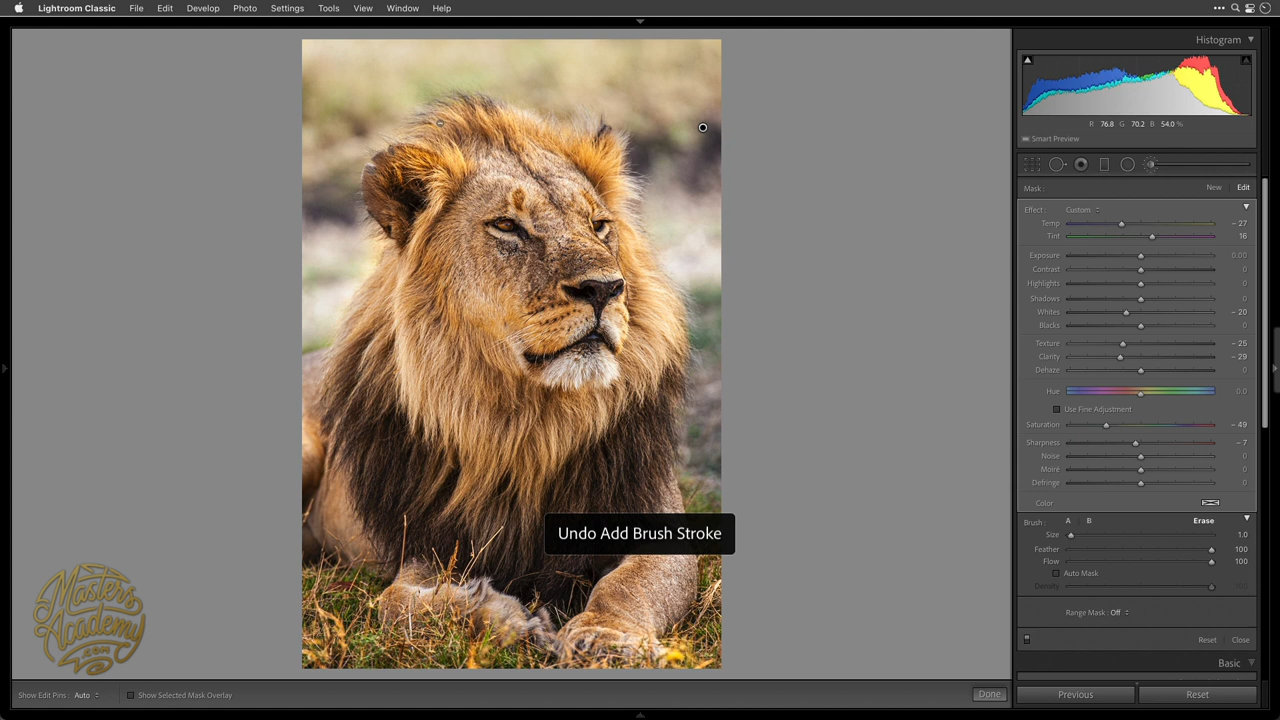 Lightroom Classic File Edit Develop Photo Settings Tools View Window Help
Histogram
R 76.8 G 70.2 B 54.0 %
Smart Preview
Mask : New Edit
Effect : Custom
Temp – 27
Tint 16
Exposure 0.00
Contrast 0
Highlights 0
Shadows 0
Whites – 20
Blacks 0
Texture – 25
Clarity – 29
Dehaze 0
Hue 0.0
Use Fine Adjustment
Saturation – 49
Sharpness – 7
Noise 0
Moiré 0
Defringe 0
Color
Brush : A B Erase
Size 1.0
Feather 100
Flow 100
Auto Mask
Density
Range Mask : Off
Reset Close
Basic
Previous Reset
Undo Add Brush Stroke
Masters
Academy
.com
Show Edit Pins : Auto Show Selected Mask Overlay Done